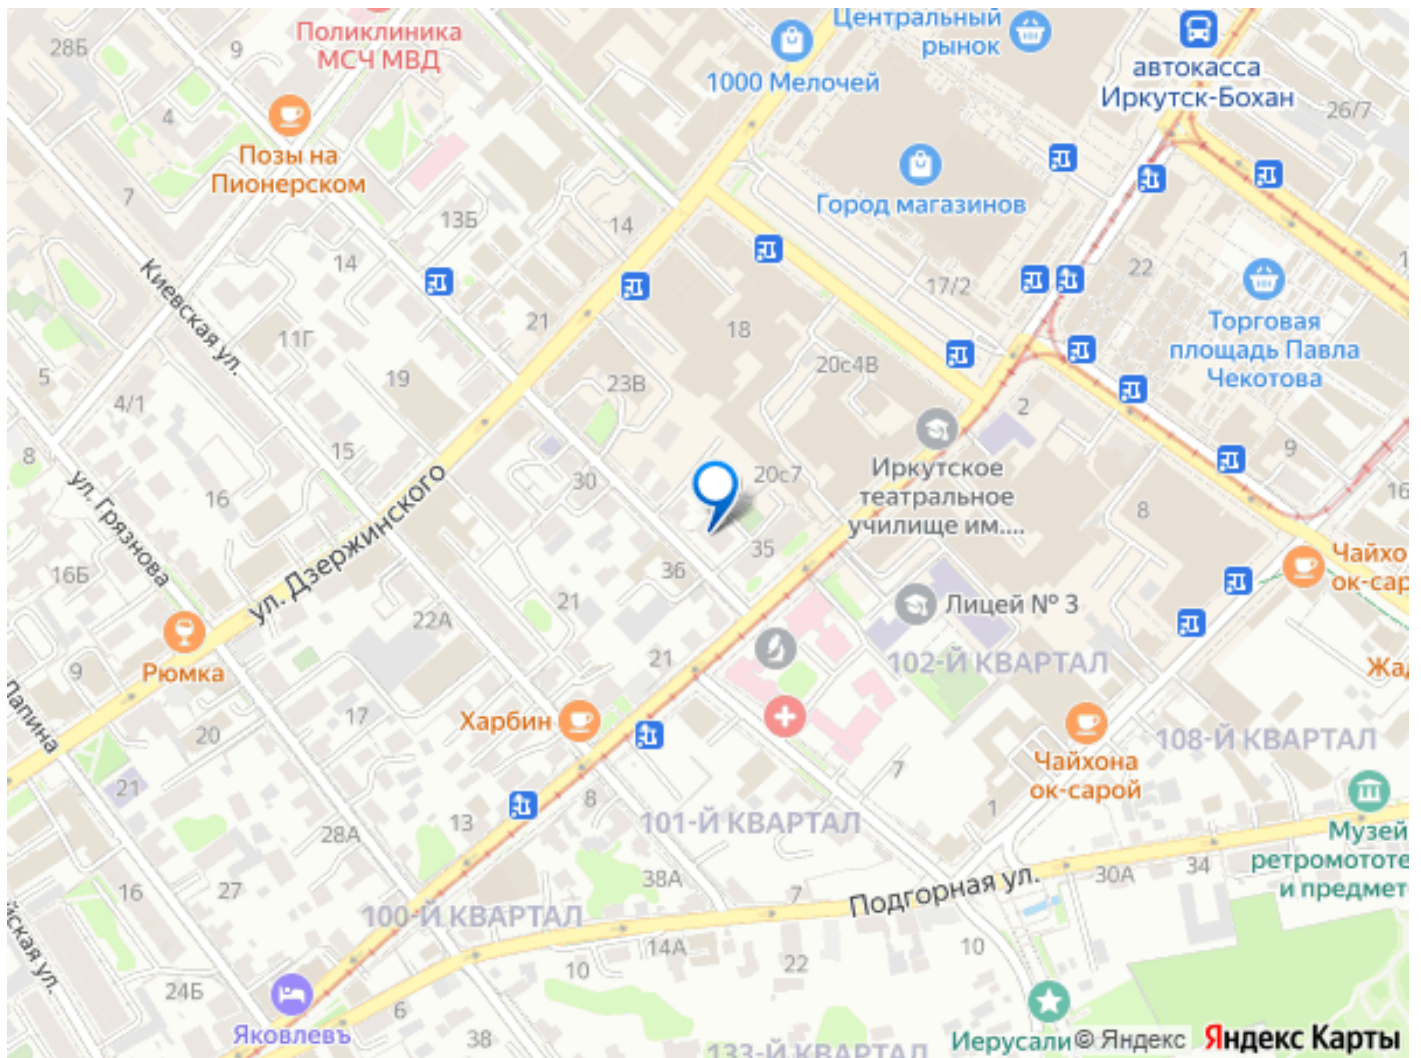 Центральный
рынок
28Б
9
Поликлиника
МСЧ МВД
1000 Мелочей
автокасса
Иркутск-Бохан
26/7
4
Позы на
Пионерском
7
13Б
14
Город магазинов
14
Киевская ул.
17/2
22
11Г
21
18
Торговая
площадь Павла
Чекотова
5
4/1
19
23В
20с4В
2
8
15
9
Иркутское
театральное
училище им....
ул. Грязнова
16
30
20с7
16
8
ул. Дзержинского
35
Чайхо
ок-сар
16Б
36
21
22А
Лицей № 3
Рюмка
9
21
102-Й КВАРТАЛ
Жад
Лапина
17
20
Харбин
108-Й КВАРТАЛ
21
7
Чайхона
ок-сарой
8
1
28А
13
101-Й КВАРТАЛ
Музей
ретромототе
и предмет
16
27
38А
7
Подгорная ул.
30А
34
100-Й КВАРТАЛ
14А
10
10
22
24Б
6
38
Яковлевъ
133-Й КВАРТАЛ
Иерусали
© Яндекс
Яндекс Карты